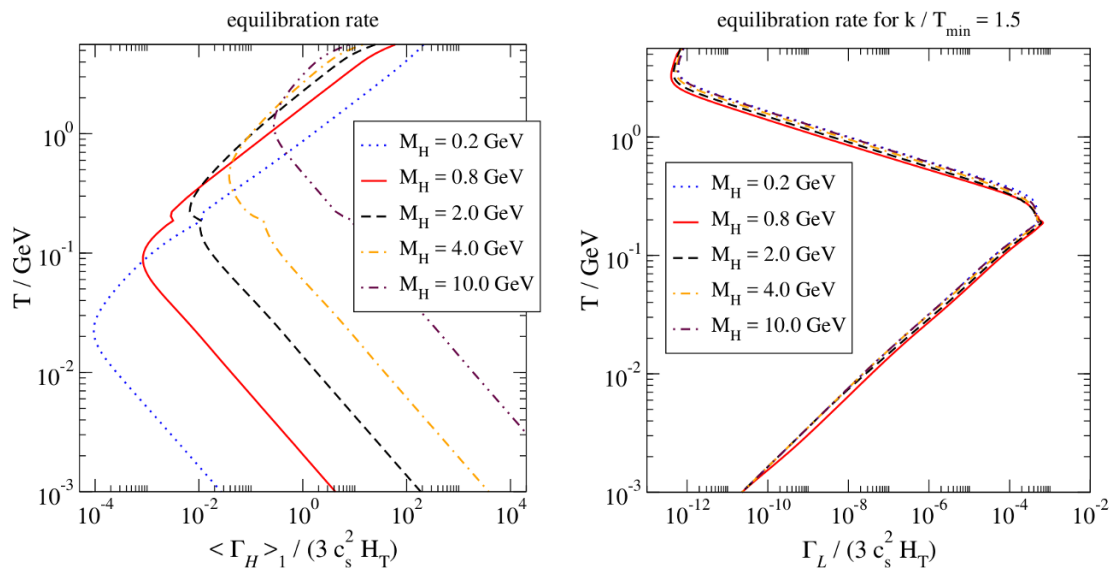 equilibration rate
T / GeV
10^0
10^-1
10^-2
10^-3
M_H = 0.2 GeV
M_H = 0.8 GeV
M_H = 2.0 GeV
M_H = 4.0 GeV
M_H = 10.0 GeV
10^-4 10^-2 10^0 10^2 10^4
< Γ_H >_1 / (3 c_s^2 H_T)
equilibration rate for k / T_min = 1.5
T / GeV
10^0
10^-1
10^-2
10^-3
M_H = 0.2 GeV
M_H = 0.8 GeV
M_H = 2.0 GeV
M_H = 4.0 GeV
M_H = 10.0 GeV
10^-12 10^-10 10^-8 10^-6 10^-4 10^-2
Γ_L / (3 c_s^2 H_T)